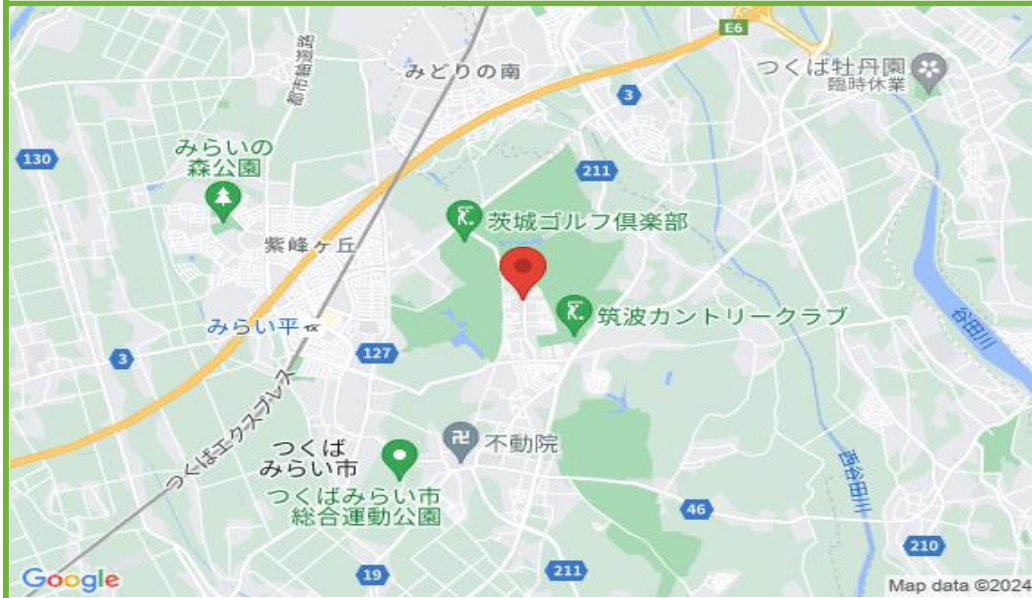 E6
みどりの南
都市軸道路
つくば牡丹園
臨時休業
3
みらいの
森公園
130
211
茨城ゴルフ倶楽部
紫峰ヶ丘
筑波カントリークラブ
みらい平
谷田川
127
3
つくばエクスプレス
不動院
つくば
みらい市
つくばみらい市
総合運動公園
西谷田川
46
210
19
211
Google
Map data ©2024